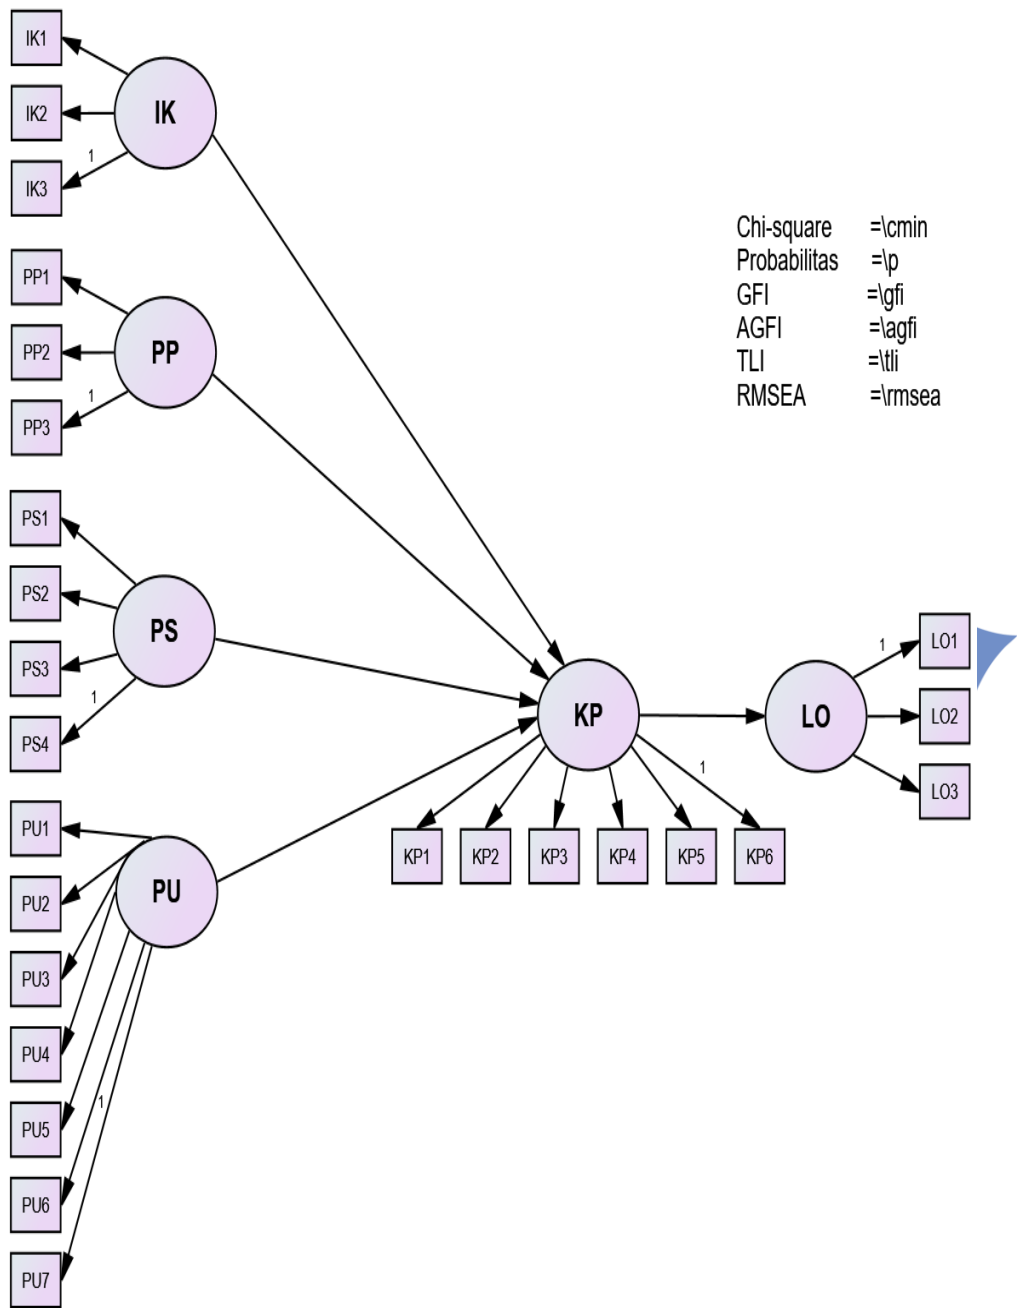 IK1
IK2
1
IK3
IK
PP1
PP2
1
PP3
PP
PS1
PS2
PS3
1
PS4
PS
PU1
PU2
PU3
PU4
PU5
1
PU6
PU7
PU
Chi-square =\cmin
Probabilitas =\p
GFI =\gfi
AGFI =\agfi
TLI =\tli
RMSEA =\rmsea
KP
1
KP1 KP2 KP3 KP4 KP5 KP6
LO
1
LO1
LO2
LO3